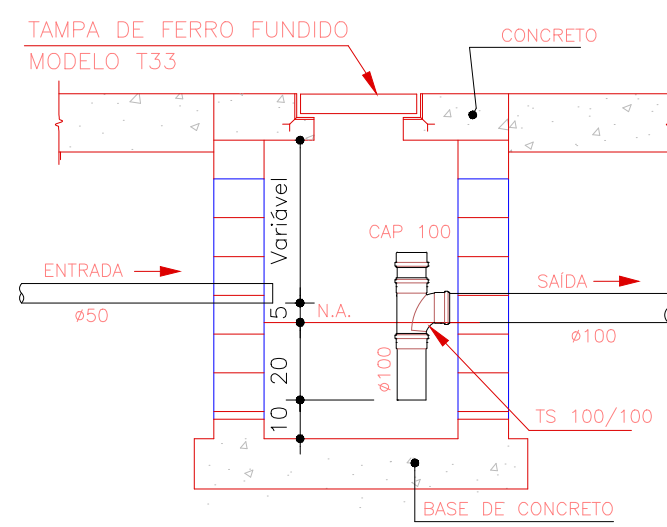 TAMPA DE FERRO FUNDIDO
MODELO T33
CONCRETO
Variável
CAP 100
ENTRADA
SAÍDA
ø50
5
N.A.
ø100
ø100
20
10
TS 100/100
BASE DE CONCRETO